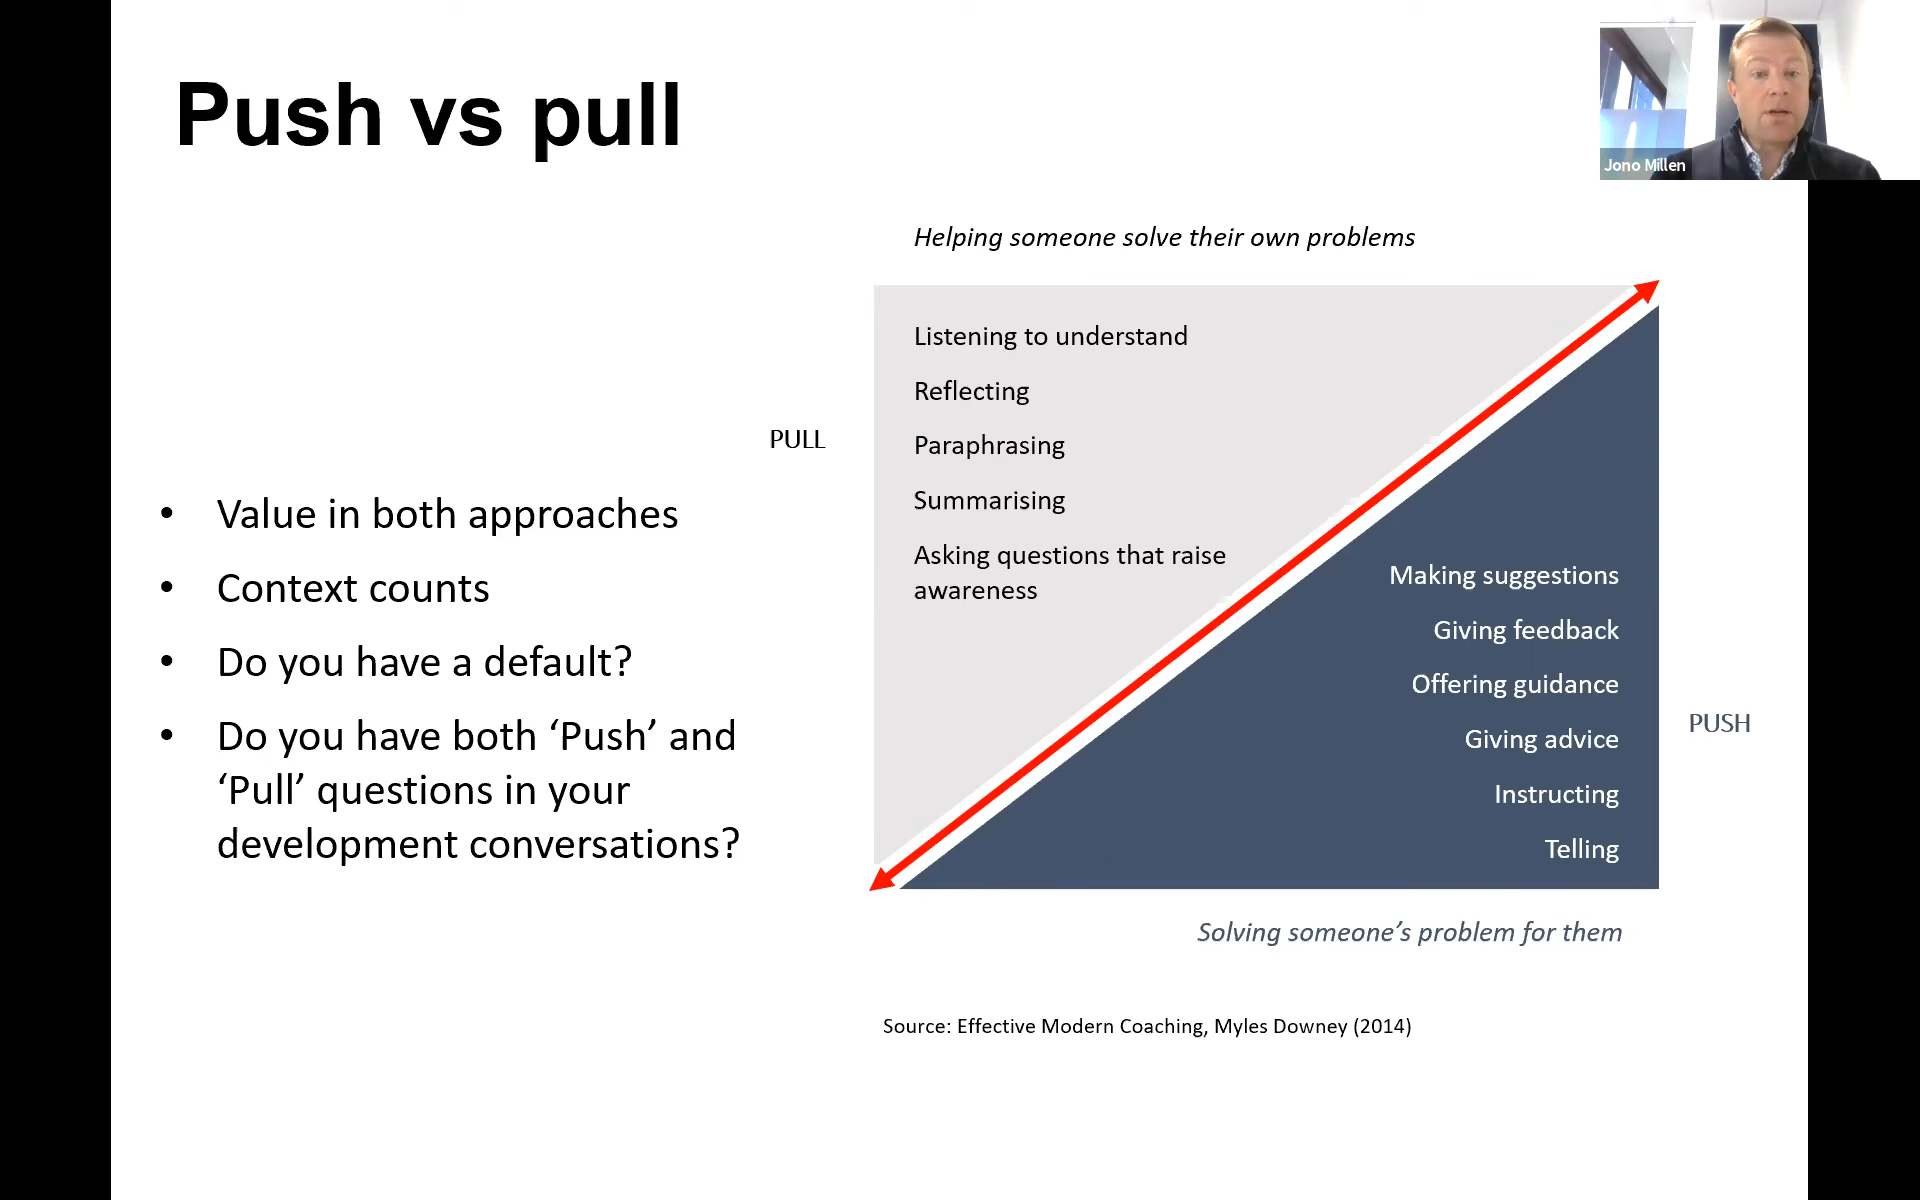 Push vs pull
Jono Millen
Helping someone solve their own problems
Listening to understand
Reflecting
Paraphrasing
Summarising
Asking questions that raise
awareness
PULL
• Value in both approaches
• Context counts
• Do you have a default?
• Do you have both ‘Push’ and
‘Pull’ questions in your
development conversations?
Making suggestions
Giving feedback
Offering guidance
Giving advice
Instructing
Telling
PUSH
Solving someone’s problem for them
Source: Effective Modern Coaching, Myles Downey (2014)